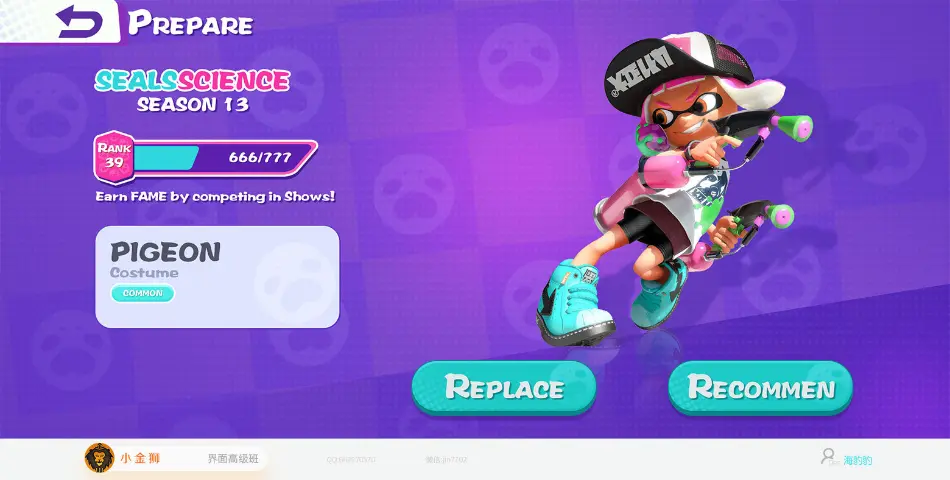 PREPARE
SEALSSCIENCE
SEASON 13
RANK
39
666/777
Earn FAME by competing in Shows!
PIGEON
Costume
COMMON
REPLACE
RECOMMEN
小金狮
界面高级班
海豹豹